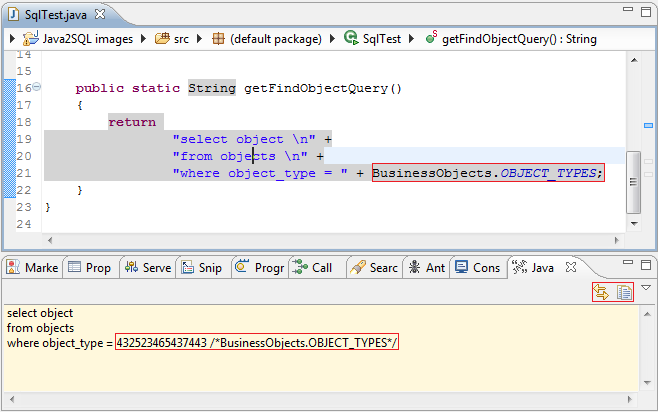 SqlTest.java
Java2SQL images src (default package) SqlTest getFindObjectQuery() : String
14
15
16 public static String getFindObjectQuery()
17 {
18 return
19 "select object \n" +
20 "from objects \n" +
21 "where object_type = " + BusinessObjects.OBJECT_TYPES;
22 }
23 }
24
Marke Prop Serve Snip Progr Call Searc Ant Cons Java
select object
from objects
where object_type = 432523465437443 /*BusinessObjects.OBJECT_TYPES*/